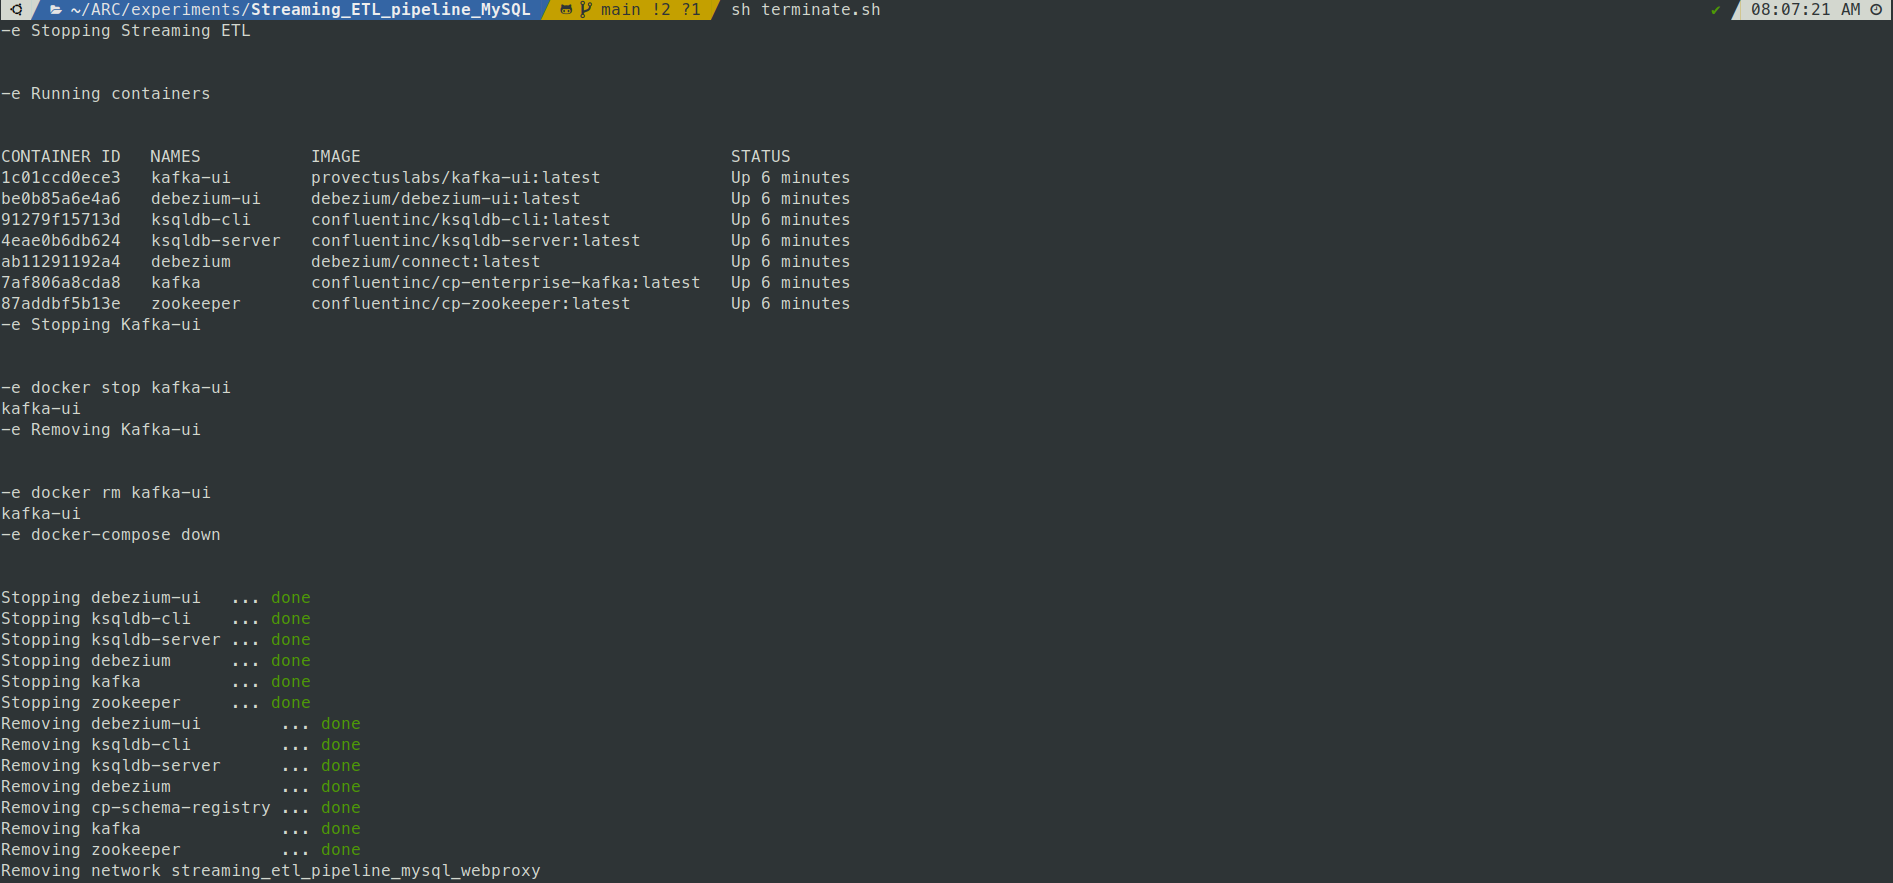 ~/ARC/experiments/Streaming_ETL_pipeline_MySQL main !2 ?1 sh terminate.sh ✔ 08:07:21 AM
-e Stopping Streaming ETL
-e Running containers
CONTAINER ID   NAMES           IMAGE                                     STATUS
1c01ccd0ece3   kafka-ui        provectuslabs/kafka-ui:latest             Up 6 minutes
be0b85a6e4a6   debezium-ui     debezium/debezium-ui:latest               Up 6 minutes
91279f15713d   ksqldb-cli      confluentinc/ksqldb-cli:latest            Up 6 minutes
4eae0b6db624   ksqldb-server   confluentinc/ksqldb-server:latest         Up 6 minutes
ab11291192a4   debezium        debezium/connect:latest                   Up 6 minutes
7af806a8cda8   kafka           confluentinc/cp-enterprise-kafka:latest   Up 6 minutes
87addbf5b13e   zookeeper       confluentinc/cp-zookeeper:latest          Up 6 minutes
-e Stopping Kafka-ui
-e docker stop kafka-ui
kafka-ui
-e Removing Kafka-ui
-e docker rm kafka-ui
kafka-ui
-e docker-compose down
Stopping debezium-ui   ... done
Stopping ksqldb-cli    ... done
Stopping ksqldb-server ... done
Stopping debezium      ... done
Stopping kafka         ... done
Stopping zookeeper     ... done
Removing debezium-ui        ... done
Removing ksqldb-cli         ... done
Removing ksqldb-server      ... done
Removing debezium           ... done
Removing cp-schema-registry ... done
Removing kafka              ... done
Removing zookeeper          ... done
Removing network streaming_etl_pipeline_mysql_webproxy